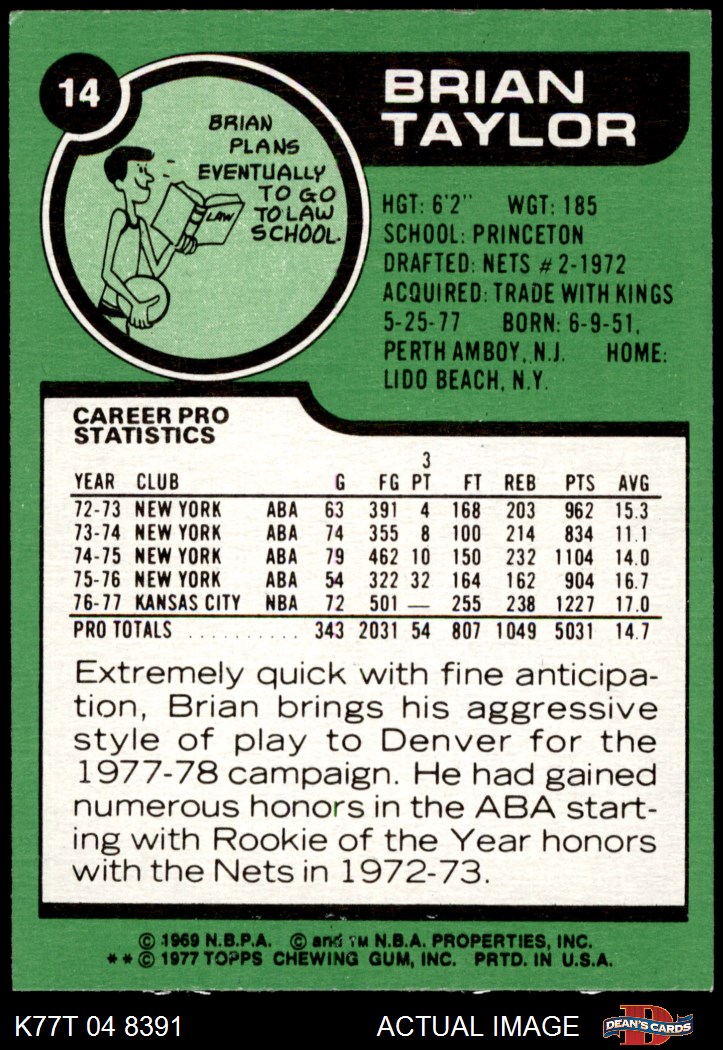 14
BRIAN
TAYLOR
BRIAN
PLANS
EVENTUALLY
TO GO
TO LAW
SCHOOL.
LAW
HGT: 6'2" WGT: 185
SCHOOL: PRINCETON
DRAFTED: NETS #2-1972
ACQUIRED: TRADE WITH KINGS
5-25-77 BORN: 6-9-51,
PERTH AMBOY, N.J. HOME:
LIDO BEACH, N.Y.
CAREER PRO
STATISTICS
YEAR CLUB G FG 3 PT FT REB PTS AVG
72-73 NEW YORK ABA 63 391 4 168 203 962 15.3
73-74 NEW YORK ABA 74 355 8 100 214 834 11.1
74-75 NEW YORK ABA 79 462 10 150 232 1104 14.0
75-76 NEW YORK ABA 54 322 32 164 162 904 16.7
76-77 KANSAS CITY NBA 72 501 — 255 238 1227 17.0
PRO TOTALS .......... 343 2031 54 807 1049 5031 14.7
Extremely quick with fine anticipa-
tion, Brian brings his aggressive
style of play to Denver for the
1977-78 campaign. He had gained
numerous honors in the ABA start-
ing with Rookie of the Year honors
with the Nets in 1972-73.
© 1969 N.B.P.A. © and ™ N.B.A. PROPERTIES, INC.
**© 1977 TOPPS CHEWING GUM, INC. PRTD. IN U.S.A.
K77T 04 8391 ACTUAL IMAGE D DEAN'S CARDS